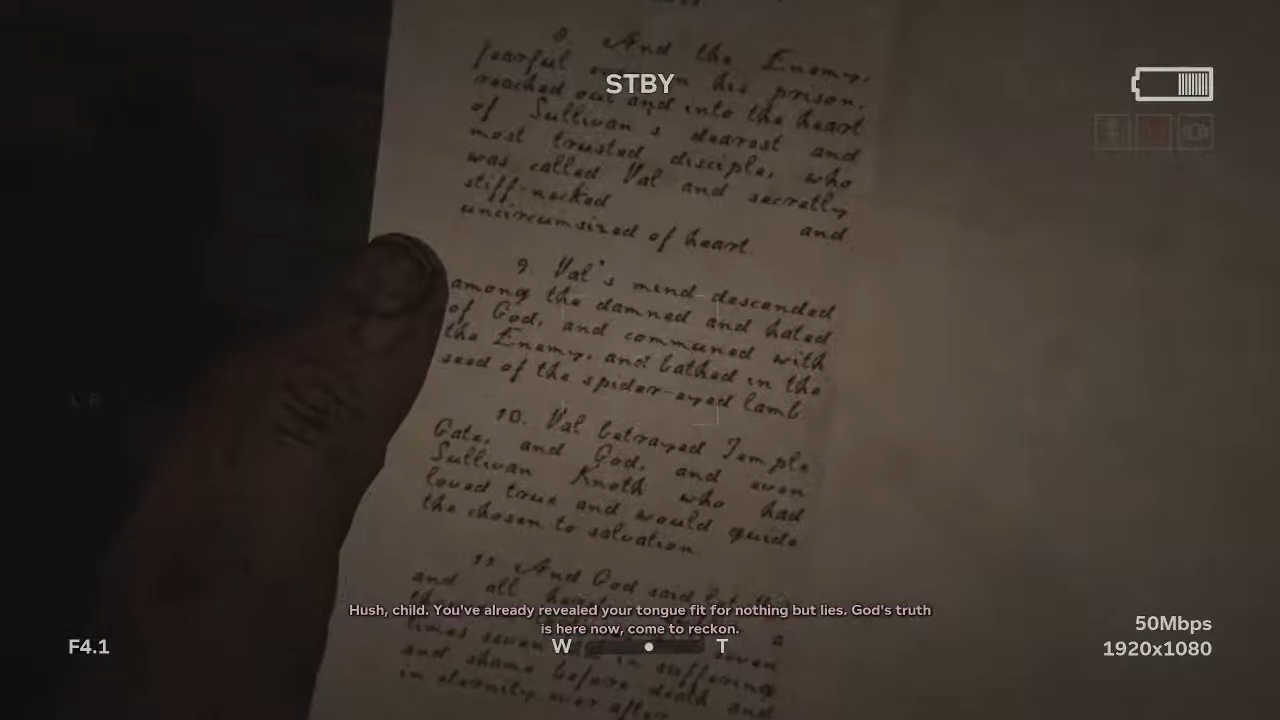 8. And the Enemy,
fearful in his prison,
reached out and into the heart
of Sullivan's dearest and
most trusted disciple, who
was called Val and secretly
stiff-necked and
uncircumsized of heart.
9. Val's mind descended
among the damned and hated
of God, and communed with
the Enemy, and bathed in the
seed of the spider-eyed lamb.
10. Val betrayed Temple
Gate, and God, and even
Sullivan Knoth who had
loved true and would guide
the chosen to salvation.
11 And God said let
and all
a
times seven in suffering
and shame before death and
in eternity ever after
STBY
L R
Hush, child. You've already revealed your tongue fit for nothing but lies. God's truth
is here now, come to reckon.
F4.1
W T
50Mbps
1920x1080